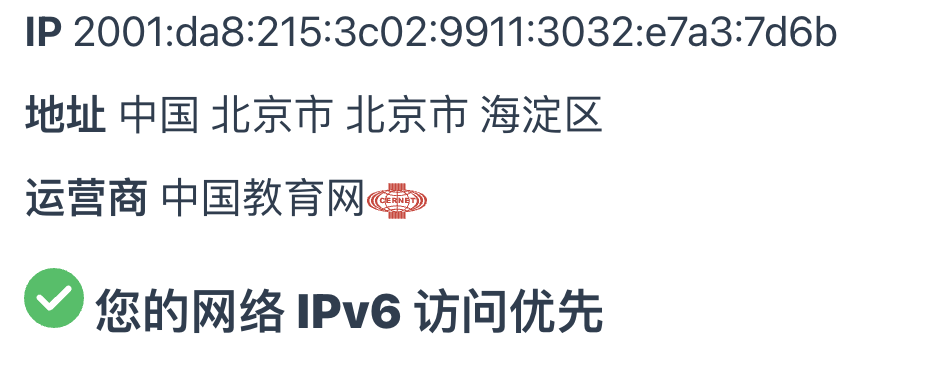 IP 2001:da8:215:3c02:9911:3032:e7a3:7d6b
地址 中国 北京市 北京市 海淀区
运营商 中国教育网 CERNET
您的网络 IPv6 访问优先